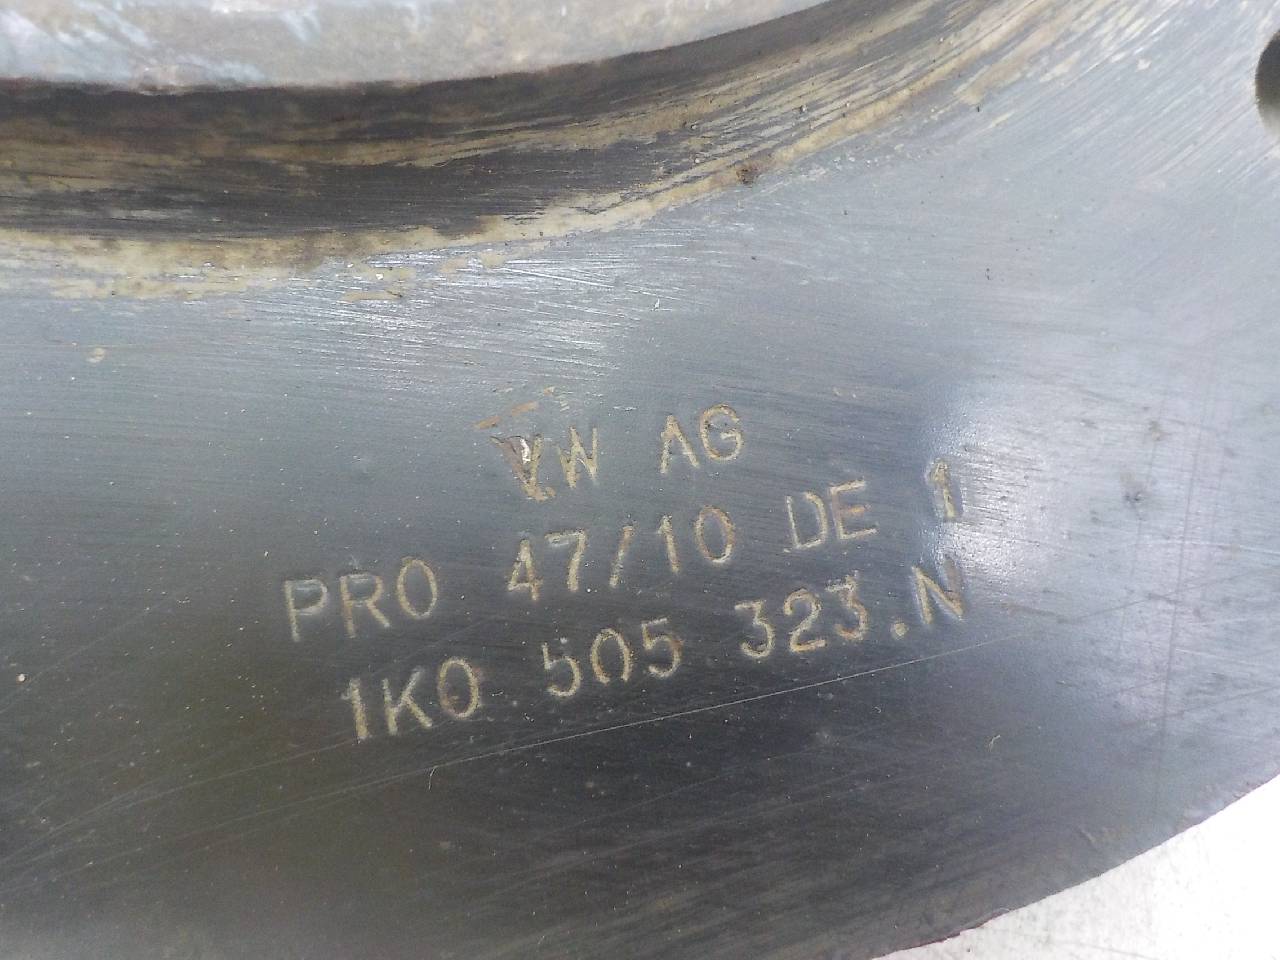 VW AG
PRO 47/10 DE 1
1K0 505 323.N